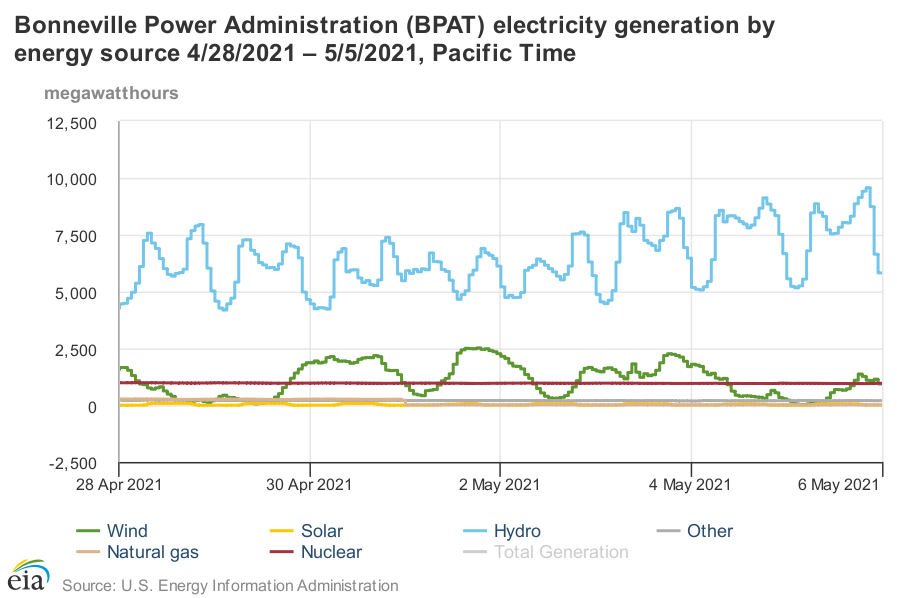 Bonneville Power Administration (BPAT) electricity generation by
energy source 4/28/2021 – 5/5/2021, Pacific Time
megawatthours
12,500
10,000
7,500
5,000
2,500
0
-2,500
28 Apr 2021
30 Apr 2021
2 May 2021
4 May 2021
6 May 2021
Wind
Solar
Hydro
Other
Natural gas
Nuclear
Total Generation
eia
Source: U.S. Energy Information Administration